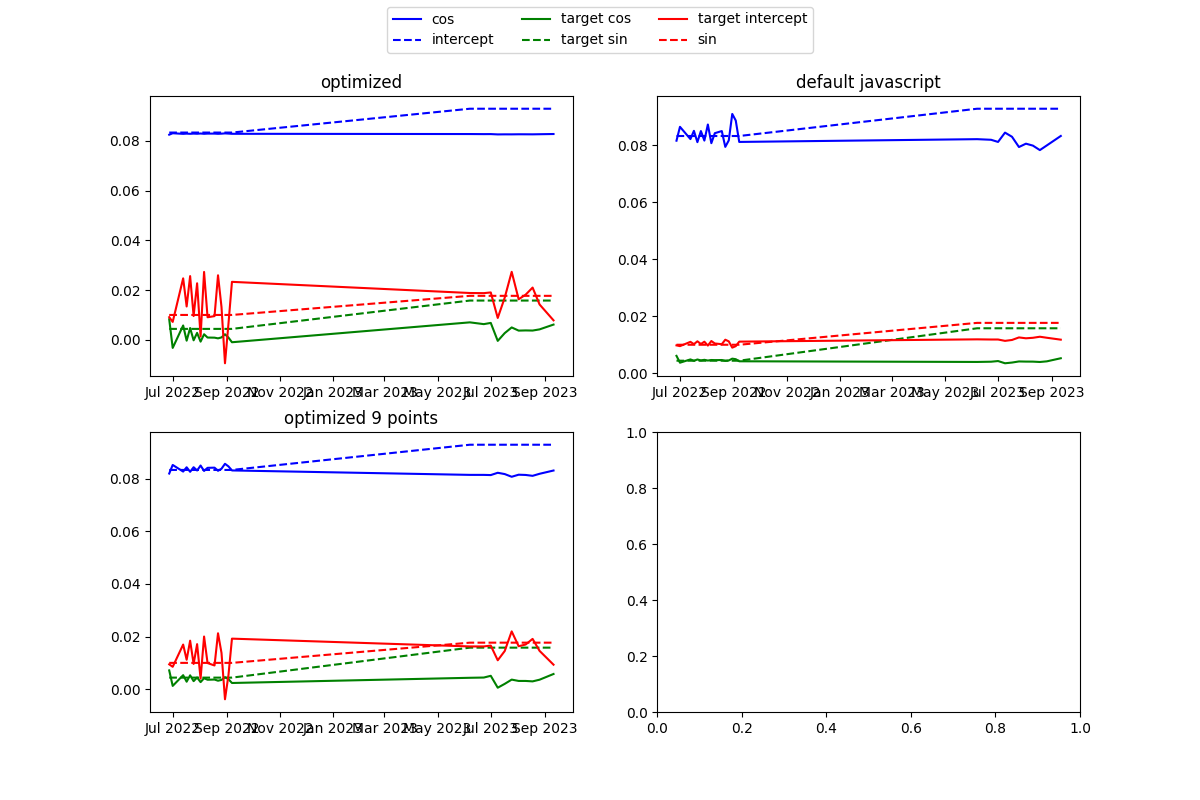 cos target cos target intercept
intercept target sin sin
optimized
default javascript
0.08
0.06
0.04
0.02
0.00
Jul 2022 Sep 2022 Nov 2022 Jan 2023 Mar 2023 May 2023 Jul 2023 Sep 2023
0.08
0.06
0.04
0.02
0.00
Jul 2022 Sep 2022 Nov 2022 Jan 2023 Mar 2023 May 2023 Jul 2023 Sep 2023
optimized 9 points
0.08
0.06
0.04
0.02
0.00
Jul 2022 Sep 2022 Nov 2022 Jan 2023 Mar 2023 May 2023 Jul 2023 Sep 2023
1.0
0.8
0.6
0.4
0.2
0.0
0.0 0.2 0.4 0.6 0.8 1.0